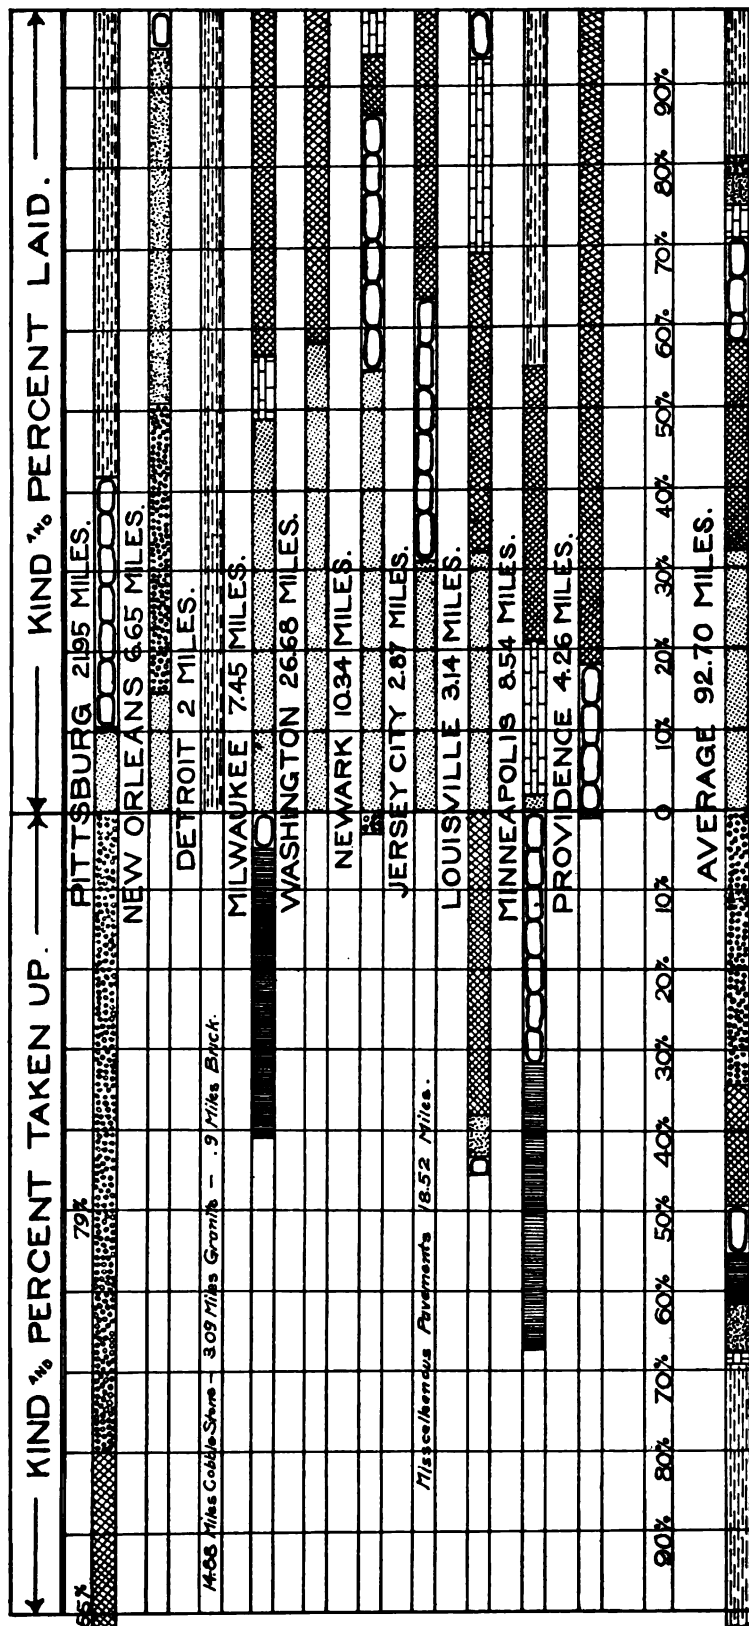 KIND AND PERCENT TAKEN UP.
KIND AND PERCENT LAID.
PITTSBURG 21.95 MILES.
79%
NEW ORLEANS 6.65 MILES.
DETROIT 2 MILES.
14.88 Miles Cobble Stone - 3.09 Miles Granite - .9 Miles Brick.
MILWAUKEE 7.45 MILES.
WASHINGTON 26.68 MILES.
NEWARK 10.34 MILES.
JERSEY CITY 2.87 MILES.
Misscelhenous Pavements 18.52 Miles.
LOUISVILLE 3.14 MILES.
MINNEAPOLIS 8.54 MILES.
PROVIDENCE 4.26 MILES.
90% 80% 70% 60% 50% 40% 30% 20% 10% 0 10% 20% 30% 40% 50% 60% 70% 80% 90%
AVERAGE 92.70 MILES.